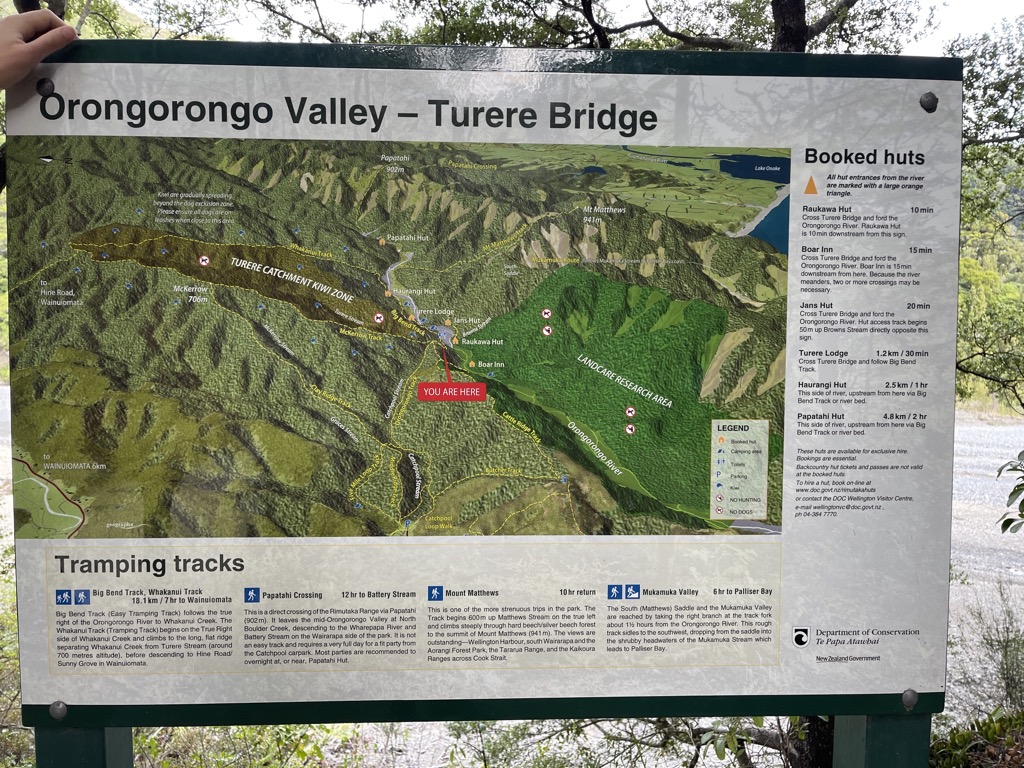 Orongorongo Valley – Turere Bridge
Papatahi
902m
Papatahi Crossing
Lake Onoke
Kiwi are gradually spreading
beyond the dog exclusion zone.
Please ensure all dogs are on
leashes when close to this area.
Mt Matthews
941m
Papatahi Hut
TURERE CATCHMENT KIWI ZONE
McKerrow
706m
to
Hine Road,
Wainuiomata
Haurangi Hut
Turere Lodge
Jans Hut
Big Bend Track
McKerrow Track
Raukawa Hut
Boar Inn
YOU ARE HERE
LANDCARE RESEARCH AREA
Orongorongo River
Cattle Ridge Track
Butcher Track
Catchpool Stream
Catchpool
Loop Walk
to
WAINUIOMATA 6km
geographx
LEGEND
Booked hut
Camping area
Toilets
Parking
Kiwi
NO HUNTING
NO DOGS
Booked huts
All hut entrances from the river
are marked with a large orange
triangle.
Raukawa Hut 10 min
Cross Turere Bridge and ford the
Orongorongo River. Raukawa Hut
is 10 min downstream from this sign.
Boar Inn 15 min
Cross Turere Bridge and ford the
Orongorongo River. Boar Inn is 15 min
downstream from here. Because the river
meanders, two or more crossings may be
necessary.
Jans Hut 20 min
Cross Turere Bridge and ford the
Orongorongo River. Hut access track begins
50 m up Browns Stream directly opposite this
sign.
Turere Lodge 1.2 km / 30 min
Cross Turere Bridge and follow Big Bend
Track.
Haurangi Hut 2.5 km / 1 hr
This side of river, upstream from here via Big
Bend Track or river bed.
Papatahi Hut 4.8 km / 2 hr
This side of river, upstream from here via Big
Bend Track or river bed.
These huts are available for exclusive hire.
Bookings are essential.
Backcountry hut tickets and passes are not valid
at the booked huts.
To hire a hut, book on-line at
www.doc.govt.nz/rimutakahuts
or contact the DOC Wellington Visitor Centre,
e-mail wellingtonvc@doc.govt.nz ,
ph 04-384 7770.
Tramping tracks
Big Bend Track, Whakanui Track
18.1 km / 7 hr to Wainuiomata
Big Bend Track (Easy Tramping Track) follows the true
right of the Orongorongo River to Whakanui Creek. The
Whakanui Track (Tramping Track) begins on the True Right
side of Whakanui Creek and climbs to the long, flat ridge
separating Whakanui Creek from Turere Stream (around
700 metres altitude), before descending to Hine Road/
Sunny Grove in Wainuiomata.
Papatahi Crossing 12 hr to Battery Stream
This is a direct crossing of the Rimutaka Range via Papatahi
(902 m). It leaves the mid-Orongorongo Valley at North
Boulder Creek, descending to the Wharepapa River and
Battery Stream on the Wairarapa side of the park. It is not
an easy track and requires a very full day for a fit party from
the Catchpool carpark. Most parties are recommended to
overnight at, or near, Papatahi Hut.
Mount Matthews 10 hr return
This is one of the more strenuous trips in the park. The
Track begins 600 m up Matthews Stream on the true left
and climbs steeply through hard beech/silver beech forest
to the summit of Mount Matthews (941 m). The views are
outstanding—Wellington Harbour, south Wairarapa and the
Aorangi Forest Park, the Tararua Range, and the Kaikoura
Ranges across Cook Strait.
Mukamuka Valley 6 hr to Palliser Bay
The South (Matthews) Saddle and the Mukamuka Valley
are reached by taking the right branch at the track fork
about 1½ hours from the Orongorongo River. This rough
track sidles to the southwest, dropping from the saddle into
the shrubby headwaters of the Mukamuka Stream which
leads to Palliser Bay.
Department of Conservation
Te Papa Atawhai
New Zealand Government